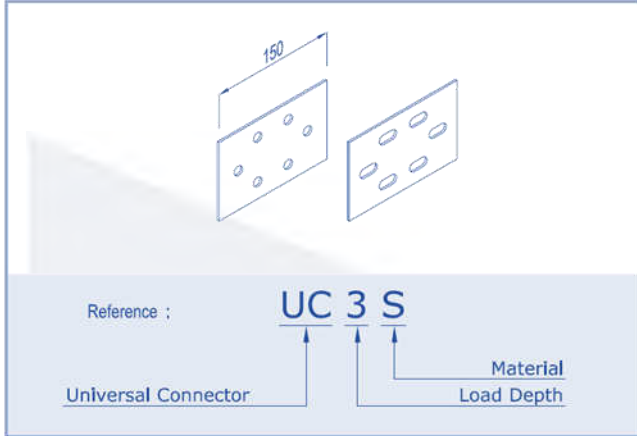 150
Reference :
UC 3 S
Material
Universal Connector
Load Depth